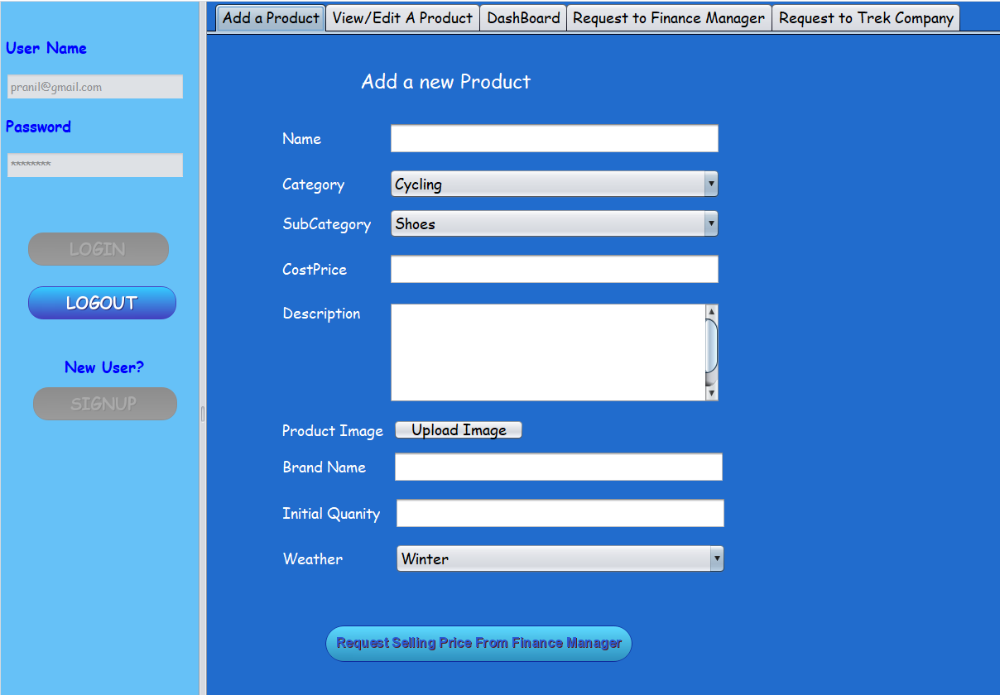 User Name
pranil@gmail.com
Password
********
LOGIN
LOGOUT
New User?
SIGNUP
Add a Product View/Edit A Product DashBoard Request to Finance Manager Request to Trek Company
Add a new Product
Name
Category Cycling
SubCategory Shoes
CostPrice
Description
Product Image Upload Image
Brand Name
Initial Quanity
Weather Winter
Request Selling Price From Finance Manager